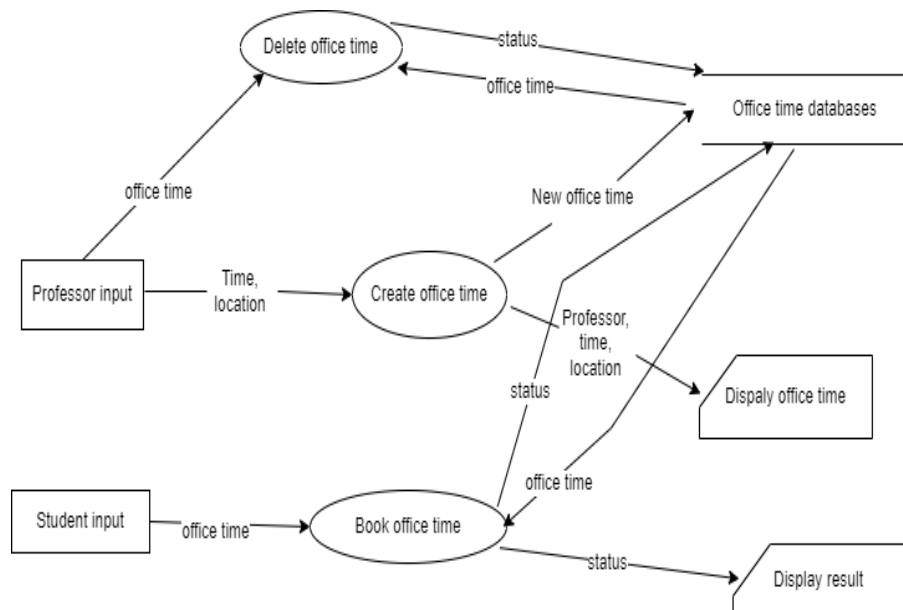 Delete office time
status
office time
Office time databases
office time
New office time
Professor input
Time,
location
Create office time
Professor,
time,
location
status
Dispaly office time
office time
Student input
office time
Book office time
status
Display result